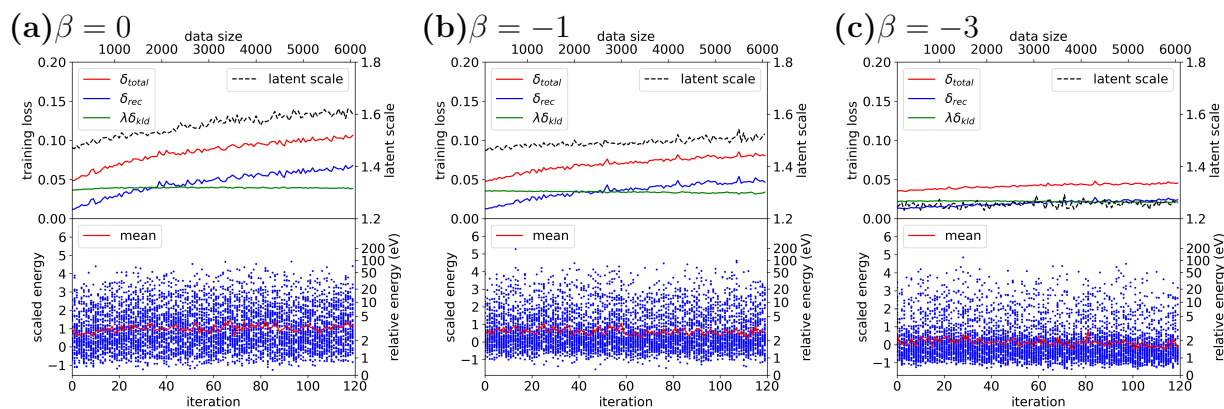 (a) β = 0
data size
1000 2000 3000 4000 5000 6000
δtotal
δrec
λδkld
latent scale
training loss
0.20
0.15
0.10
0.05
0.00
latent scale
1.8
1.6
1.4
1.2
mean
scaled energy
6
5
4
3
2
1
0
−1
relative energy (eV)
200
100
50
20
10
5
2
1
0
0 20 40 60 80 100 120
iteration
(b) β = −1
data size
1000 2000 3000 4000 5000 6000
δtotal
δrec
λδkld
latent scale
training loss
0.20
0.15
0.10
0.05
0.00
latent scale
1.8
1.6
1.4
1.2
mean
scaled energy
6
5
4
3
2
1
0
−1
relative energy (eV)
200
100
50
20
10
5
2
1
0
0 20 40 60 80 100 120
iteration
(c) β = −3
data size
1000 2000 3000 4000 5000 6000
δtotal
δrec
λδkld
latent scale
training loss
0.20
0.15
0.10
0.05
0.00
latent scale
1.8
1.6
1.4
1.2
mean
scaled energy
6
5
4
3
2
1
0
−1
relative energy (eV)
200
100
50
20
10
5
2
1
0
0 20 40 60 80 100 120
iteration